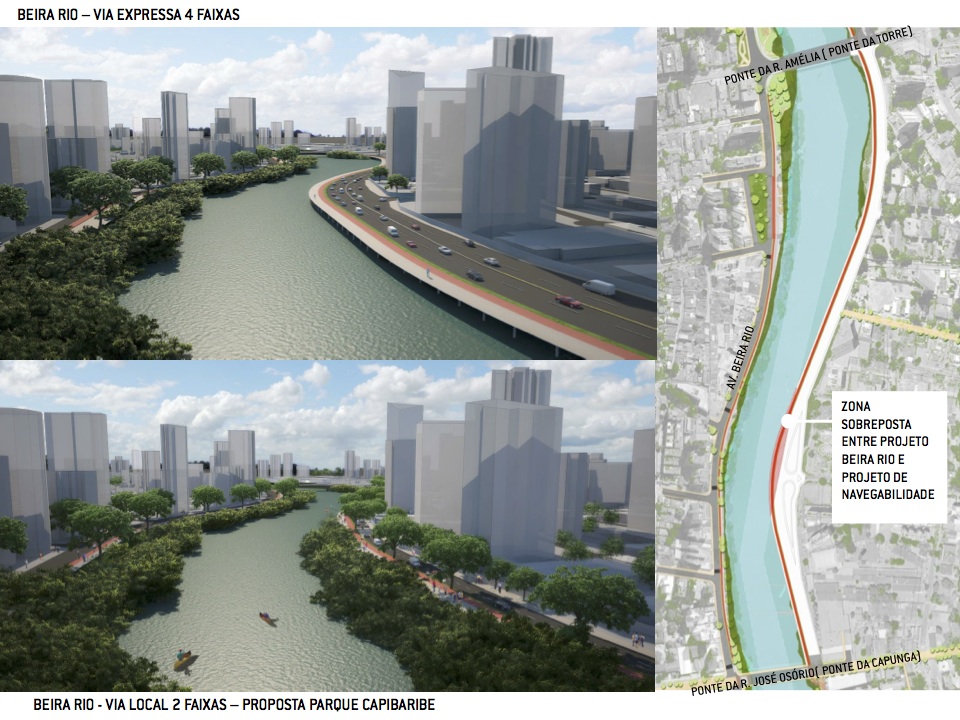 BEIRA RIO – VIA EXPRESSA 4 FAIXAS
PONTE DA R. AMÉLIA ( PONTE DA TORRE)
AV. BEIRA RIO
ZONA
SOBREPOSTA
ENTRE PROJETO
BEIRA RIO E
PROJETO DE
NAVEGABILIDADE
PONTE DA R. JOSÉ OSÓRIO( PONTE DA CAPUNGA)
BEIRA RIO - VIA LOCAL 2 FAIXAS – PROPOSTA PARQUE CAPIBARIBE